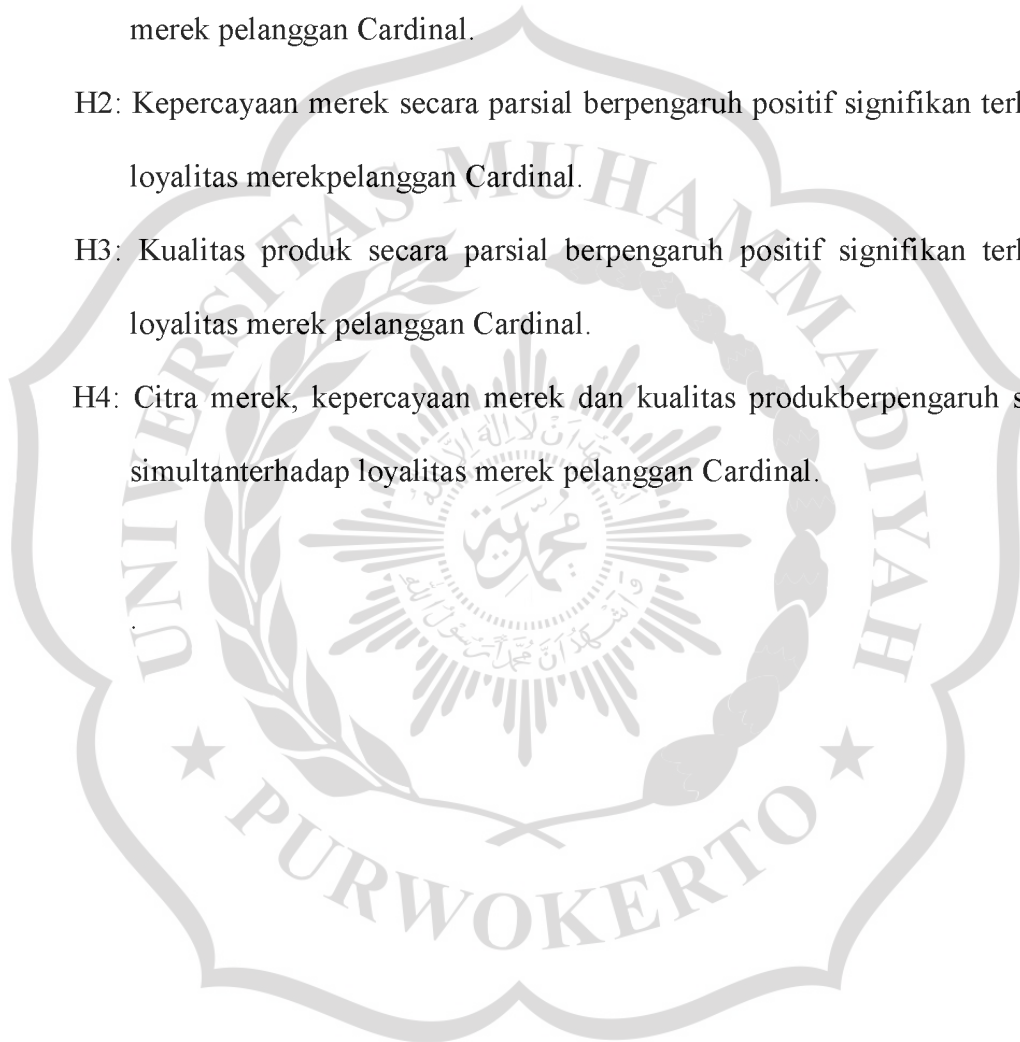 merek pelanggan Cardinal.
H2: Kepercayaan merek secara parsial berpengaruh positif signifikan
loyalitas merekpelanggan Cardinal.
H3: Kualitas produk secara parsial berpengaruh positif signifikan
loyalitas merek pelanggan Cardinal.
H4: Citra merek, kepercayaan merek dan kualitas produkberpengaruh
simultanterhadap loyalitas merek pelanggan Cardinal.
.
UNIVERSITAS MUHAMMADIYAH
PURWOKERTO